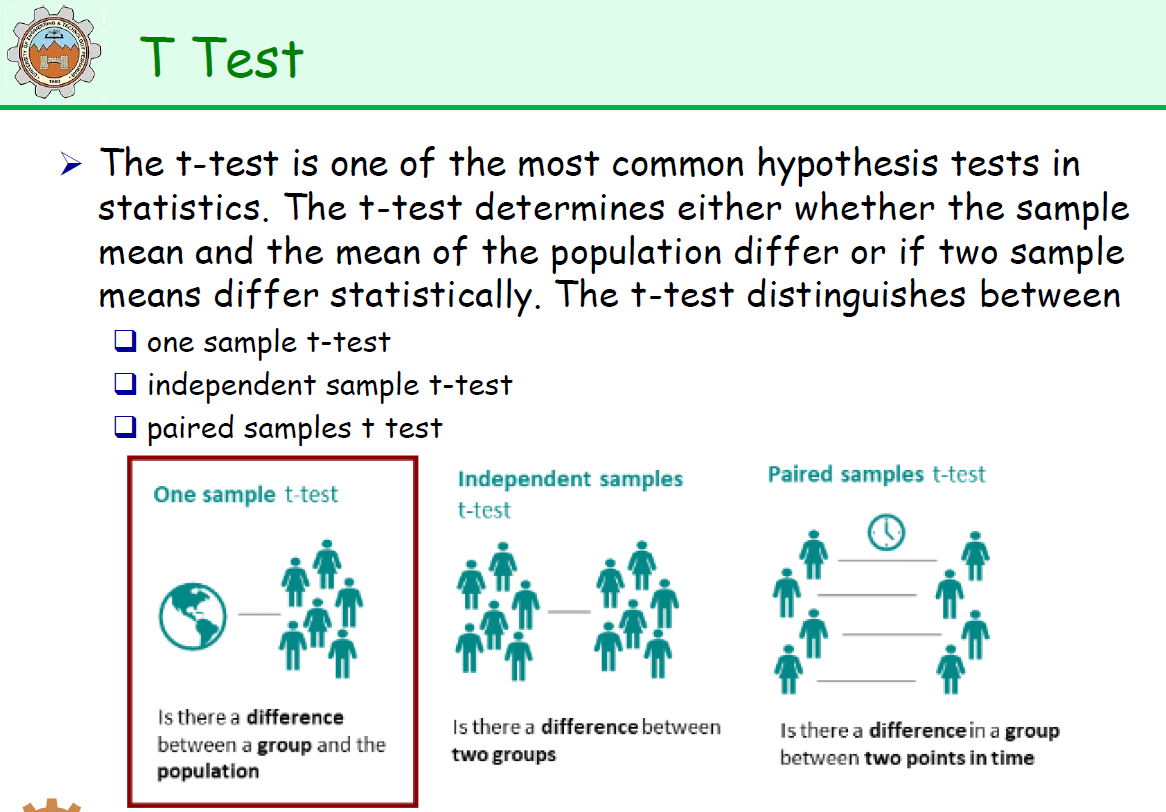 T Test
The t-test is one of the most common hypothesis tests in
statistics. The t-test determines either whether the sample
mean and the mean of the population differ or if two sample
means differ statistically. The t-test distinguishes between
one sample t-test
independent sample t-test
paired samples t test
One sample t-test
Is there a difference
between a group and the
population
Independent samples
t-test
Is there a difference between
two groups
Paired samples t-test
Is there a difference in a group
between two points in time